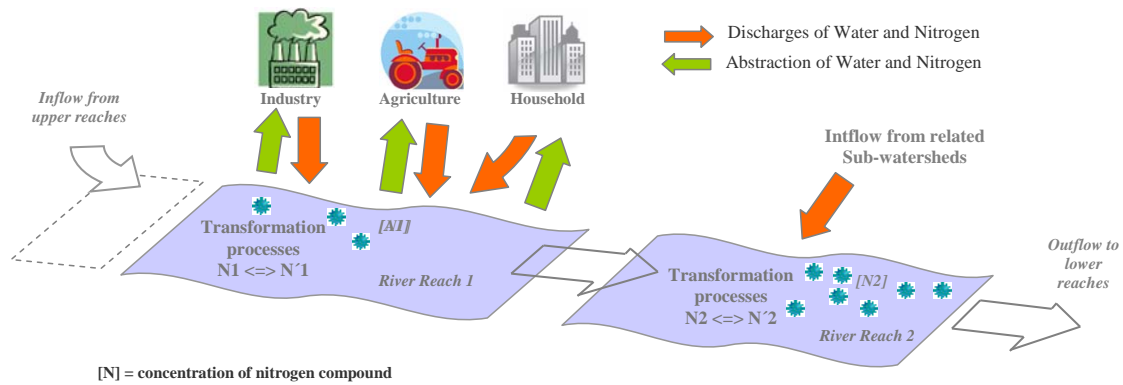 Discharges of Water and Nitrogen
Abstraction of Water and Nitrogen
Industry
Agriculture
Household
Inflow from
upper reaches
Intflow from related
Sub-watersheds
Transformation
processes
N1 <=> N´1
[N1]
River Reach 1
Transformation
processes
N2 <=> N´2
[N2]
River Reach 2
Outflow to
lower
reaches
[N] = concentration of nitrogen compound